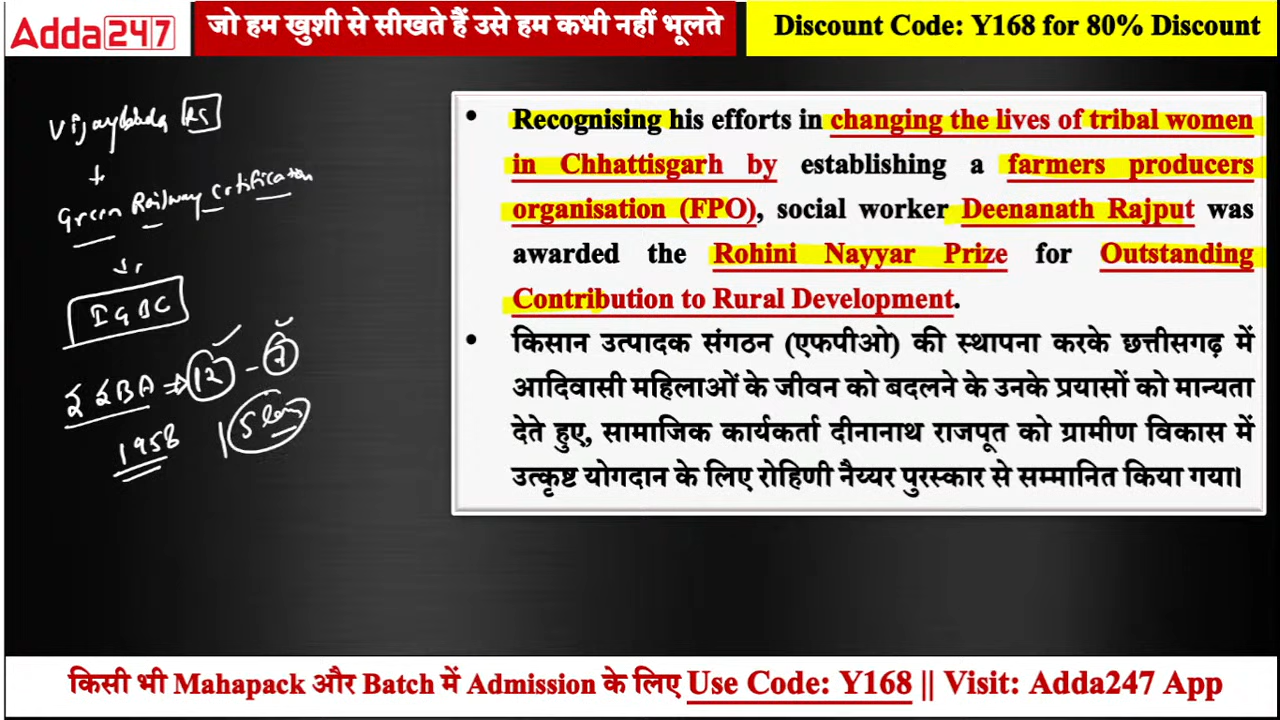 Adda247
जो हम खुशी से सीखते हैं उसे हम कभी नहीं भूलते
Discount Code: Y168 for 80% Discount
RS
+
Green Railway Certification
IGBC
1958
12 -
• Recognising his efforts in changing the lives of tribal women
in Chhattisgarh by establishing a farmers producers
organisation (FPO), social worker Deenanath Rajput was
awarded the Rohini Nayyar Prize for Outstanding
Contribution to Rural Development.
• किसान उत्पादक संगठन (एफपीओ) की स्थापना करके छत्तीसगढ़ में
आदिवासी महिलाओं के जीवन को बदलने के उनके प्रयासों को मान्यता
देते हुए, सामाजिक कार्यकर्ता दीनानाथ राजपूत को ग्रामीण विकास में
उत्कृष्ट योगदान के लिए रोहिणी नैय्यर पुरस्कार से सम्मानित किया गया।
किसी भी Mahapack और Batch में Admission के लिए Use Code: Y168 || Visit: Adda247 App